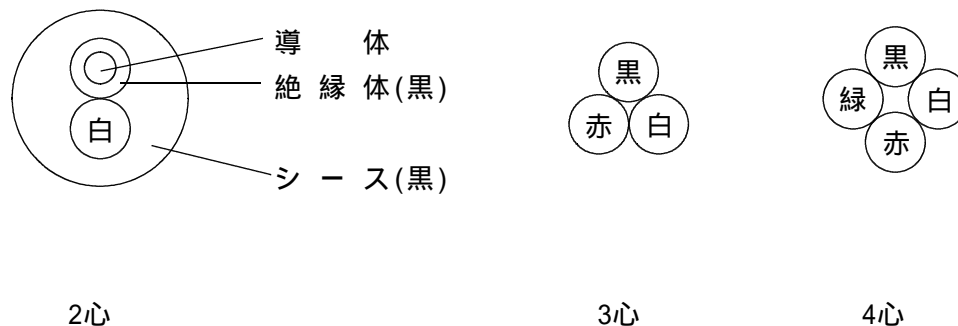 導 体
絶 縁 体(黒)
白
シ ー ス(黒)
黒
赤 白
黒
緑 白
赤
2心 3心 4心